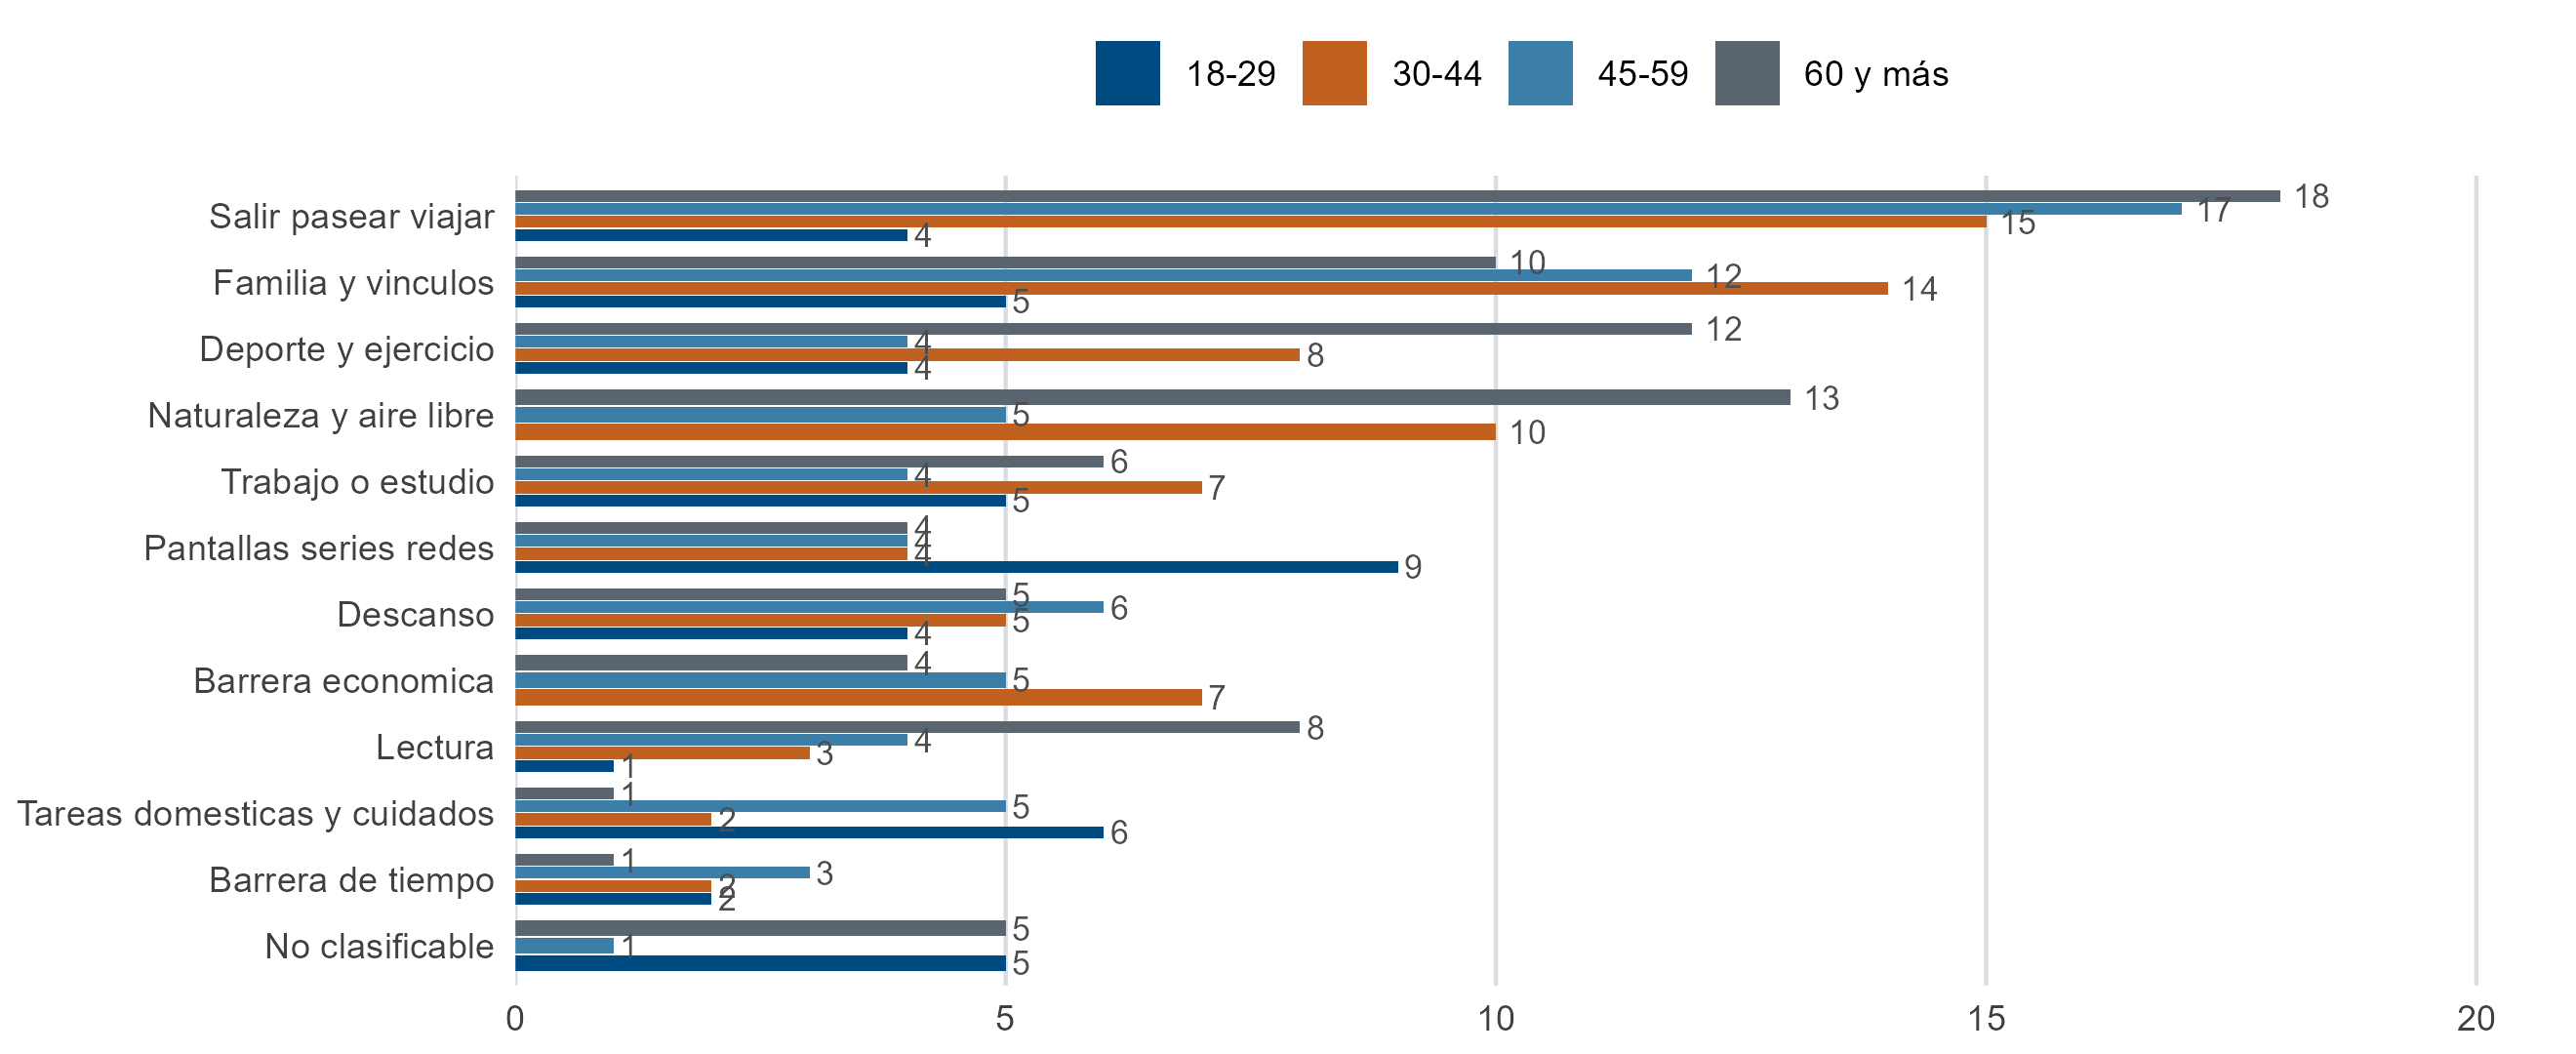 18-29 30-44 45-59 60 y más
Salir pasear viajar 18 17 15 4
Familia y vinculos 10 12 14 5
Deporte y ejercicio 12 4 8 4
Naturaleza y aire libre 13 5 10
Trabajo o estudio 6 4 7 5
Pantallas series redes 4 4 4 9
Descanso 5 6 5 4
Barrera economica 4 5 7
Lectura 8 4 3 1
Tareas domesticas y cuidados 1 5 2 6
Barrera de tiempo 1 3 2 2
No clasificable 5 1 5
0 5 10 15 20